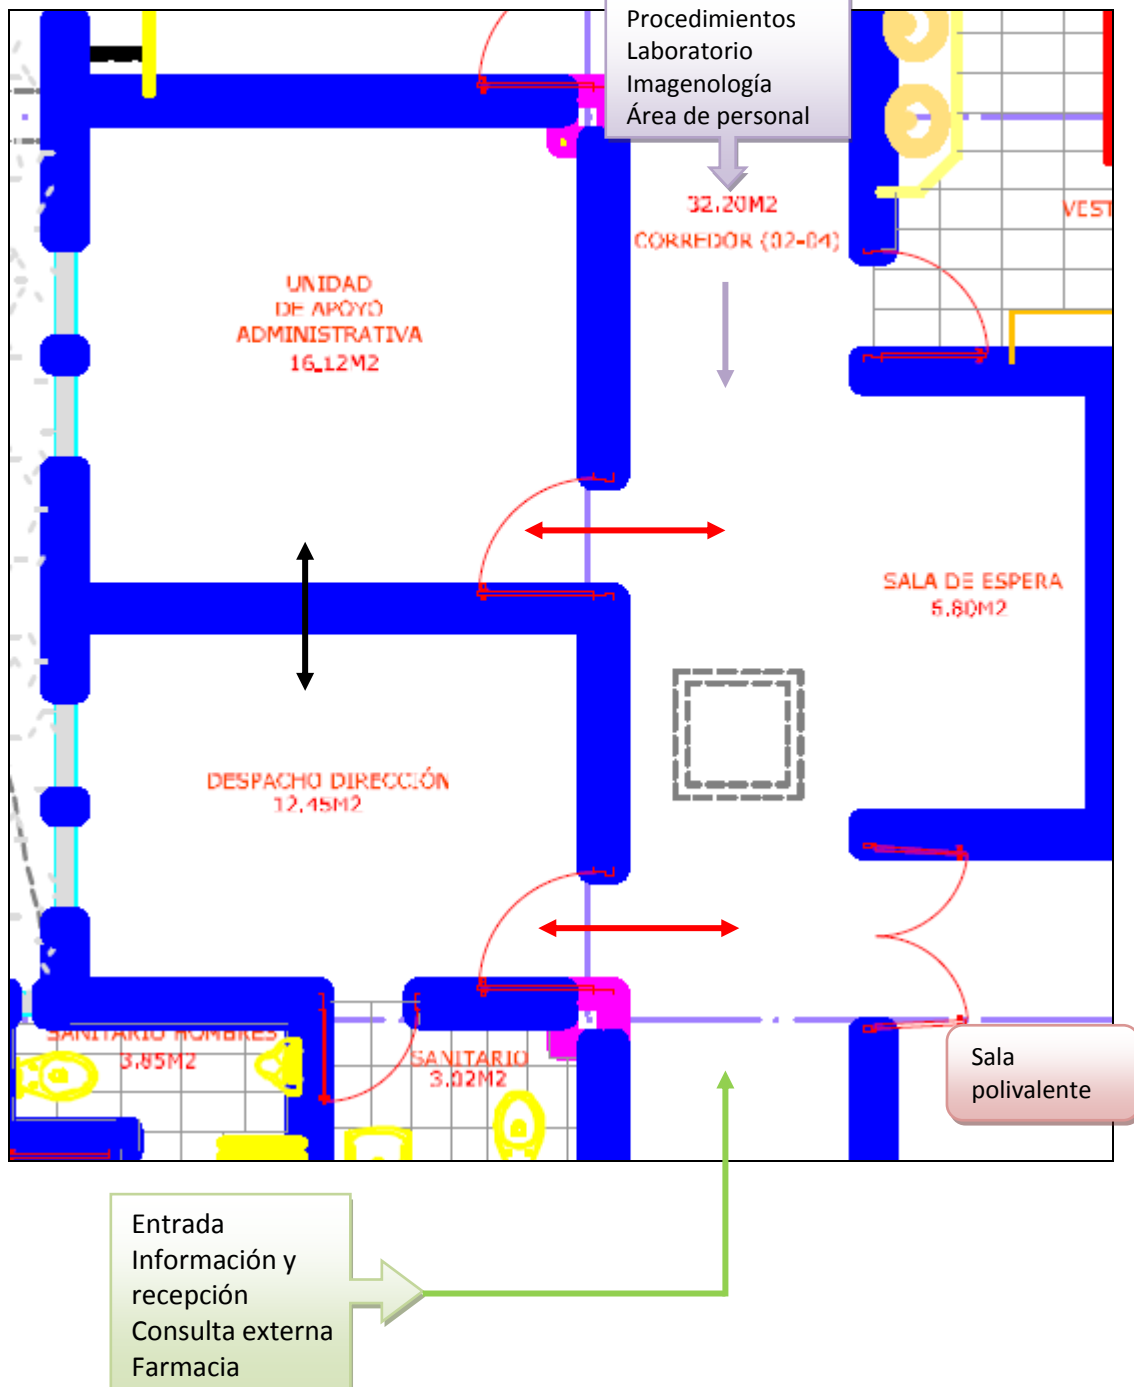 Procedimientos
Laboratorio
Imagenología
Área de personal
32.20M2
CORREDOR (02-04)
VEST
UNIDAD
DE APOYO
ADMINISTRATIVA
16.12M2
SALA DE ESPERA
6.80M2
DESPACHO DIRECCIÓN
12.45M2
SANITARIO HOMBRES
3.85M2
SANITARIO
3.02M2
Sala
polivalente
Entrada
Información y
recepción
Consulta externa
Farmacia